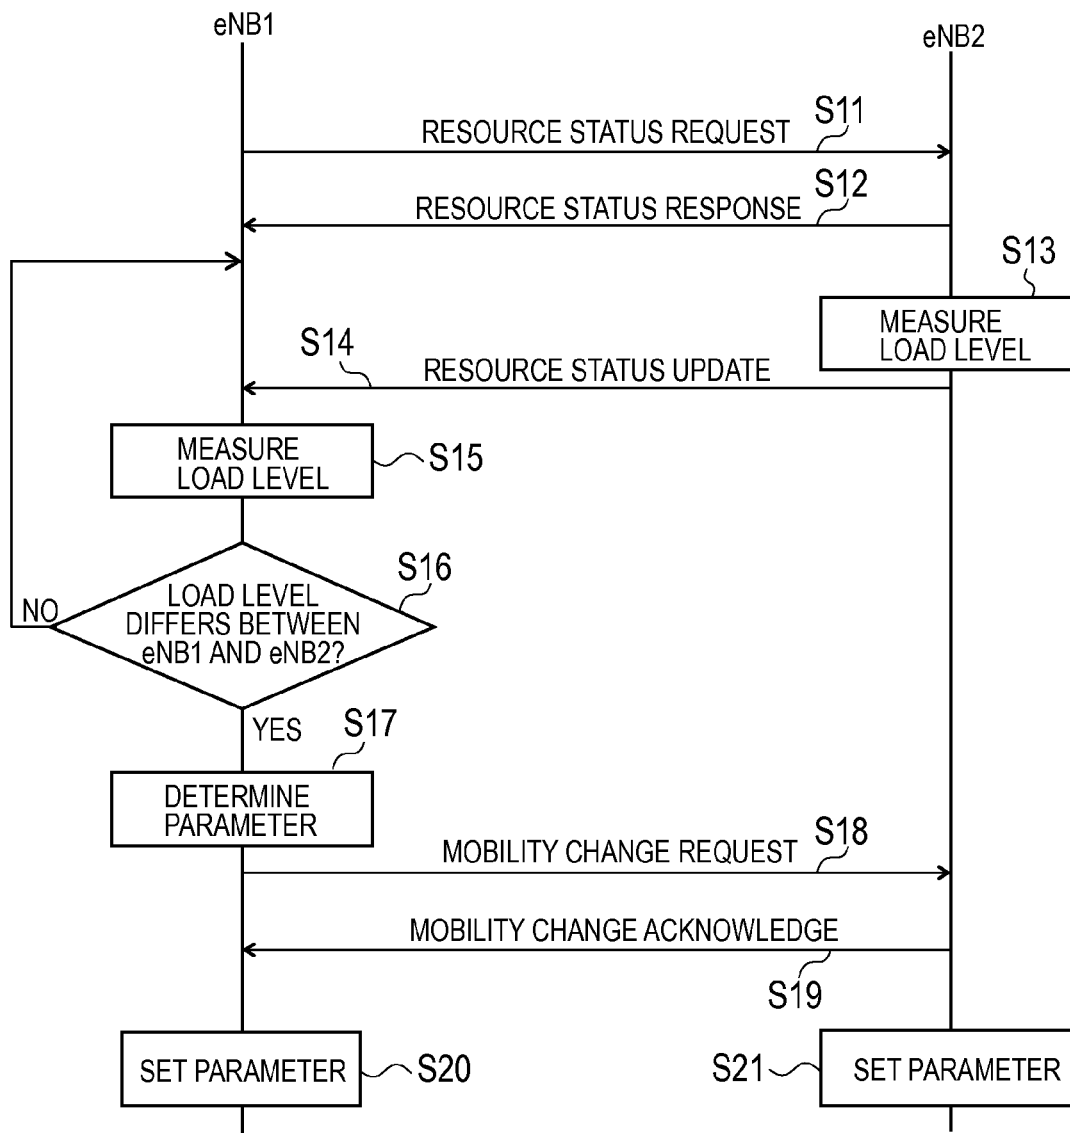 eNB1
eNB2
S11
RESOURCE STATUS REQUEST
S12
RESOURCE STATUS RESPONSE
S13
MEASURE
LOAD LEVEL
S14
RESOURCE STATUS UPDATE
MEASURE
LOAD LEVEL
S15
S16
LOAD LEVEL
DIFFERS BETWEEN
eNB1 AND eNB2?
NO
YES
S17
DETERMINE
PARAMETER
S18
MOBILITY CHANGE REQUEST
MOBILITY CHANGE ACKNOWLEDGE
S19
SET PARAMETER
S20
S21
SET PARAMETER